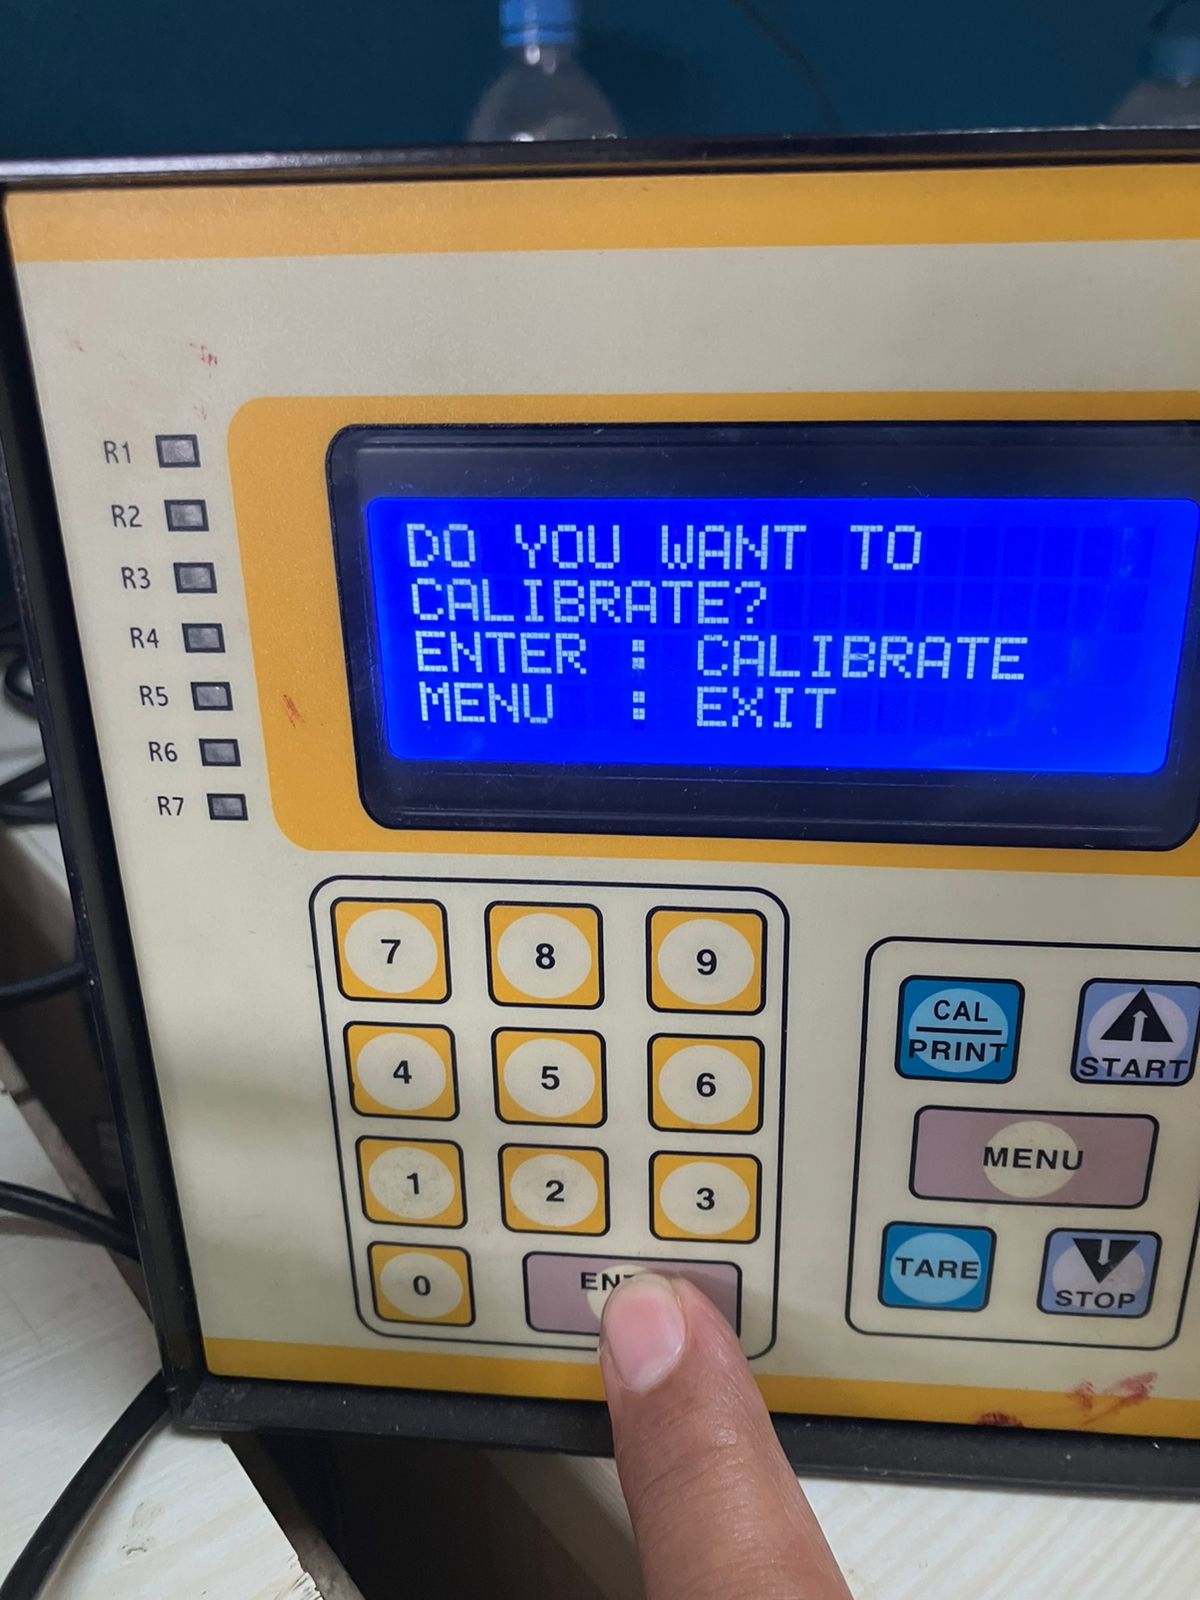 R1
R2
R3
R4
R5
R6
R7
DO YOU WANT TO
CALIBRATE?
ENTER : CALIBRATE
MENU : EXIT
7 8 9
4 5 6
1 2 3
0
CAL
PRINT
START
MENU
TARE
STOP